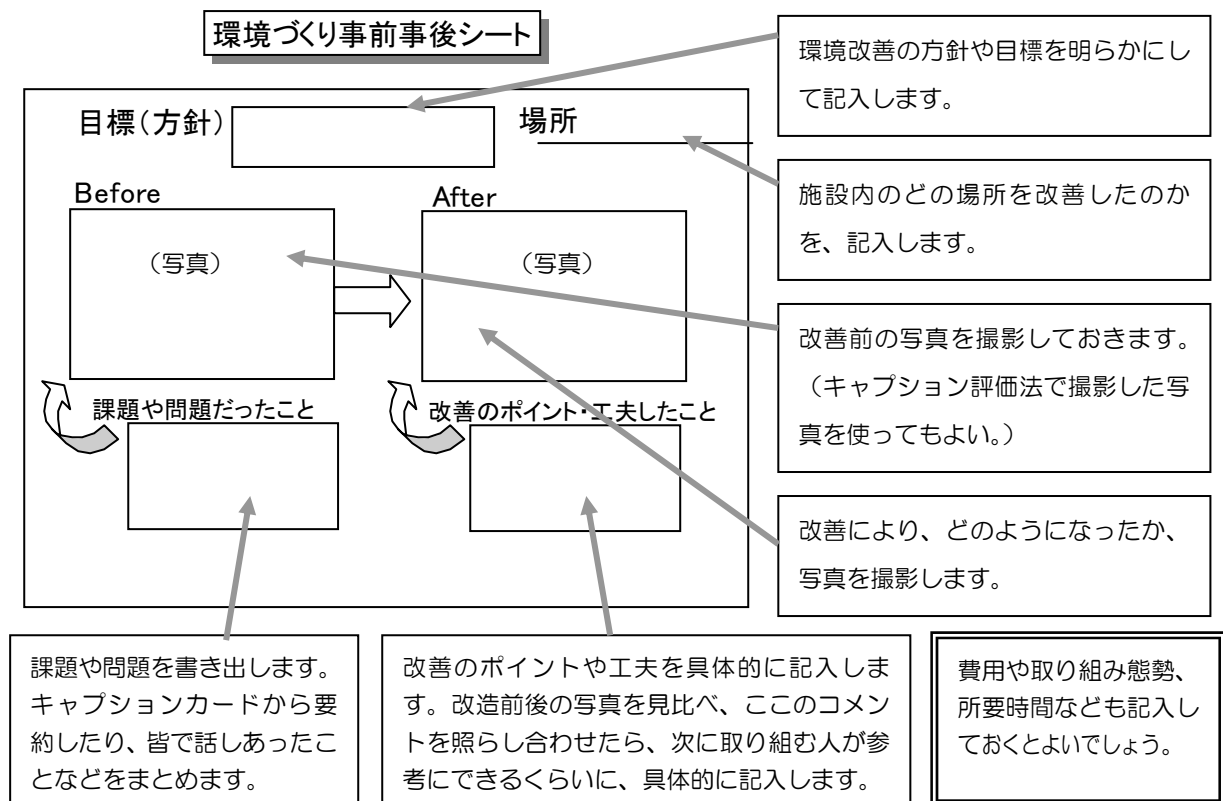 環境づくり事前事後シート
目標(方針)
場所
Before
After
(写真)
(写真)
課題や問題だったこと
改善のポイント・工夫したこと
環境改善の方針や目標を明らかにし
て記入します。
施設内のどの場所を改善したのか
を、記入します。
改善前の写真を撮影しておきます。
(キャプション評価法で撮影した写
真を使ってもよい。)
改善により、どのようになったか、
写真を撮影します。
課題や問題を書き出します。
キャプションカードから要
約したり、皆で話しあったこ
となどをまとめます。
改善のポイントや工夫を具体的に記入しま
す。改造前後の写真を見比べ、ここのコメン
トを照らし合わせたら、次に取り組む人が参
考にできるくらいに、具体的に記入します。
費用や取り組み態勢、
所要時間なども記入し
ておくとよいでしょう。